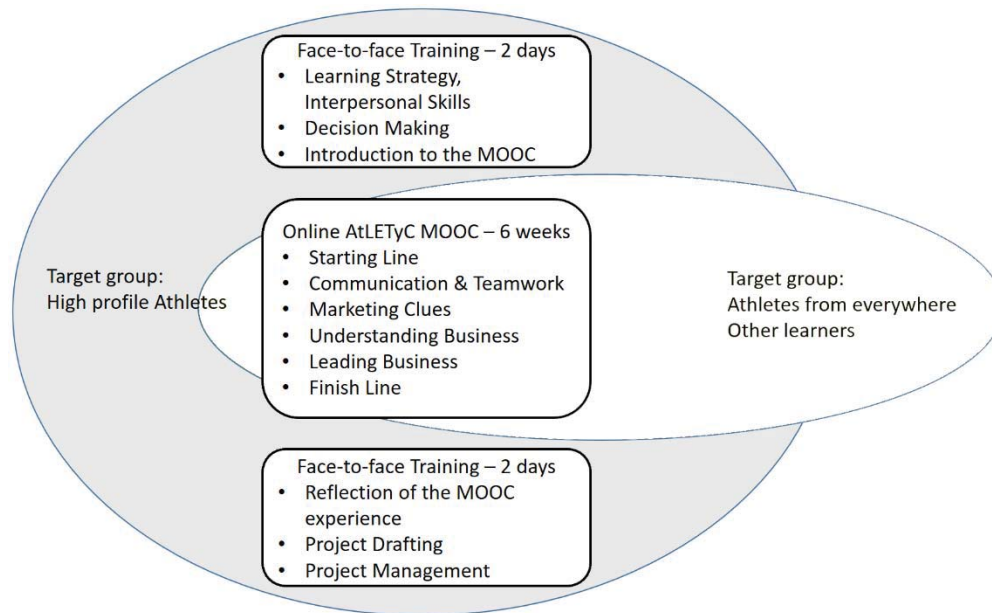 Face-to-face Training – 2 days
• Learning Strategy,
Interpersonal Skills
• Decision Making
• Introduction to the MOOC
Online AtLETyC MOOC – 6 weeks
• Starting Line
• Communication & Teamwork
• Marketing Clues
• Understanding Business
• Leading Business
• Finish Line
Target group:
High profile Athletes
Target group:
Athletes from everywhere
Other learners
Face-to-face Training – 2 days
• Reflection of the MOOC
experience
• Project Drafting
• Project Management